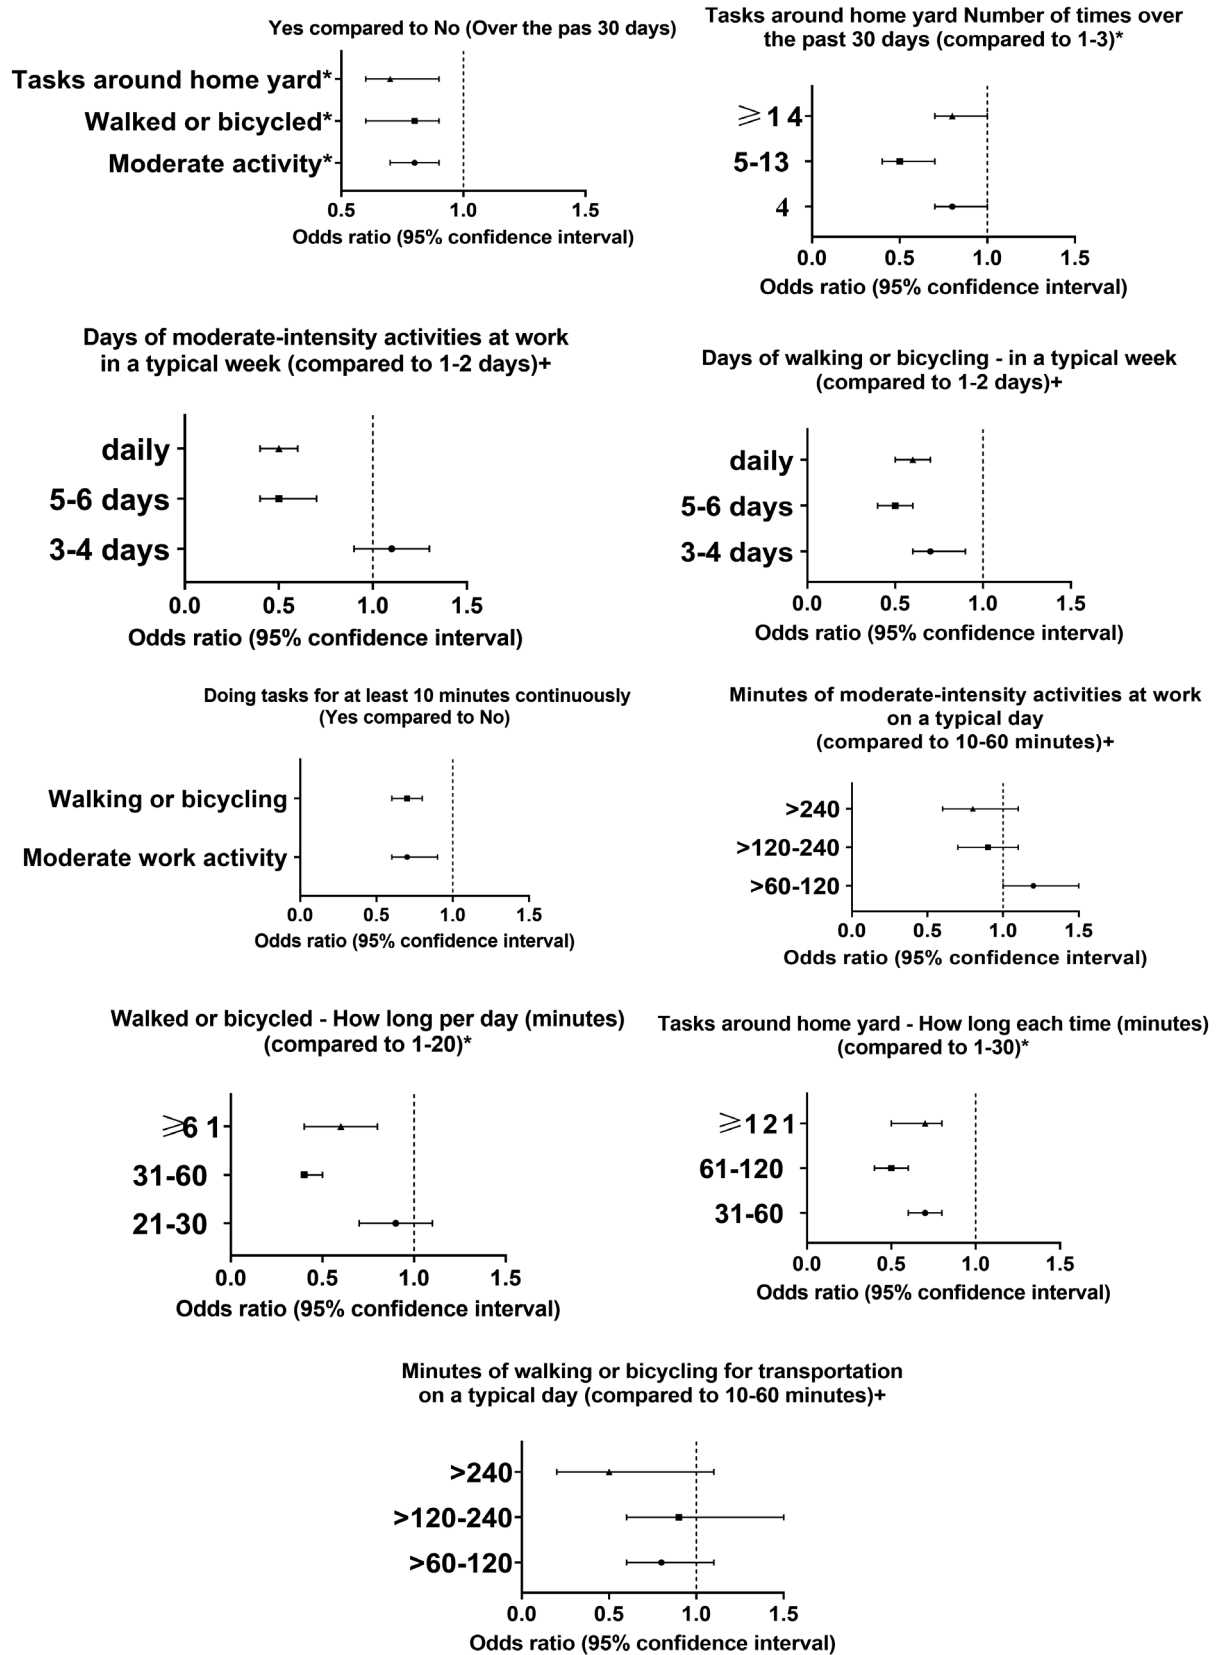 Yes compared to No (Over the pas 30 days)
Tasks around home yard*
Walked or bicycled*
Moderate activity*
0.5 1.0 1.5
Odds ratio (95% confidence interval)
Tasks around home yard Number of times over
the past 30 days (compared to 1-3)*
⩾14
5-13
4
0.0 0.5 1.0 1.5
Odds ratio (95% confidence interval)
Days of moderate-intensity activities at work
in a typical week (compared to 1-2 days)+
daily
5-6 days
3-4 days
0.0 0.5 1.0 1.5
Odds ratio (95% confidence interval)
Days of walking or bicycling - in a typical week
(compared to 1-2 days)+
daily
5-6 days
3-4 days
0.0 0.5 1.0 1.5
Odds ratio (95% confidence interval)
Doing tasks for at least 10 minutes continuously
(Yes compared to No)
Walking or bicycling
Moderate work activity
0.0 0.5 1.0 1.5
Odds ratio (95% confidence interval)
Minutes of moderate-intensity activities at work
on a typical day
(compared to 10-60 minutes)+
>240
>120-240
>60-120
0.0 0.5 1.0 1.5
Odds ratio (95% confidence interval)
Walked or bicycled - How long per day (minutes)
(compared to 1-20)*
⩾61
31-60
21-30
0.0 0.5 1.0 1.5
Odds ratio (95% confidence interval)
Tasks around home yard - How long each time (minutes)
(compared to 1-30)*
⩾121
61-120
31-60
0.0 0.5 1.0 1.5
Odds ratio (95% confidence interval)
Minutes of walking or bicycling for transportation
on a typical day (compared to 10-60 minutes)+
>240
>120-240
>60-120
0.0 0.5 1.0 1.5
Odds ratio (95% confidence interval)